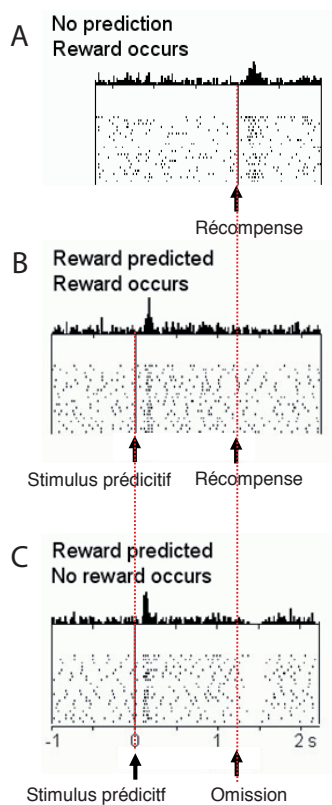 A
No prediction
Reward occurs
Récompense
B
Reward predicted
Reward occurs
Stimulus prédicitif
Récompense
C
Reward predicted
No reward occurs
-1 0 1 2 s
Stimulus prédicitf
Omission